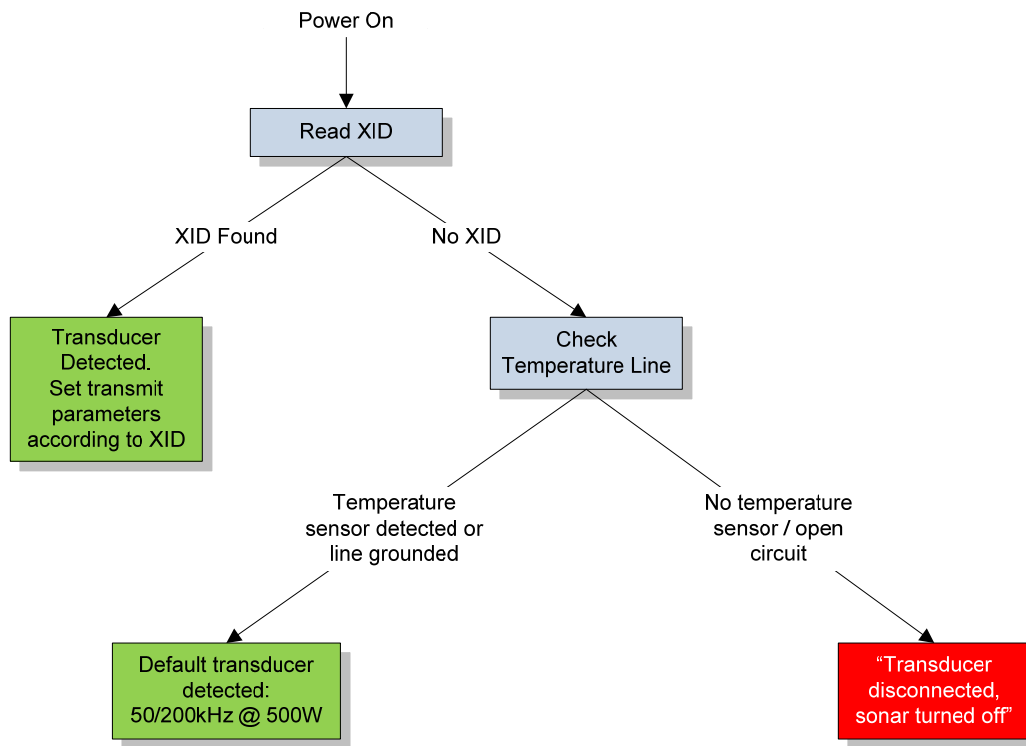 Power On
Read XID
XID Found
No XID
Transducer
Detected.
Set transmit
parameters
according to XID
Check
Temperature Line
Temperature
sensor detected or
line grounded
No temperature
sensor / open
circuit
Default transducer
detected:
50/200kHz @ 500W
“Transducer
disconnected,
sonar turned off”